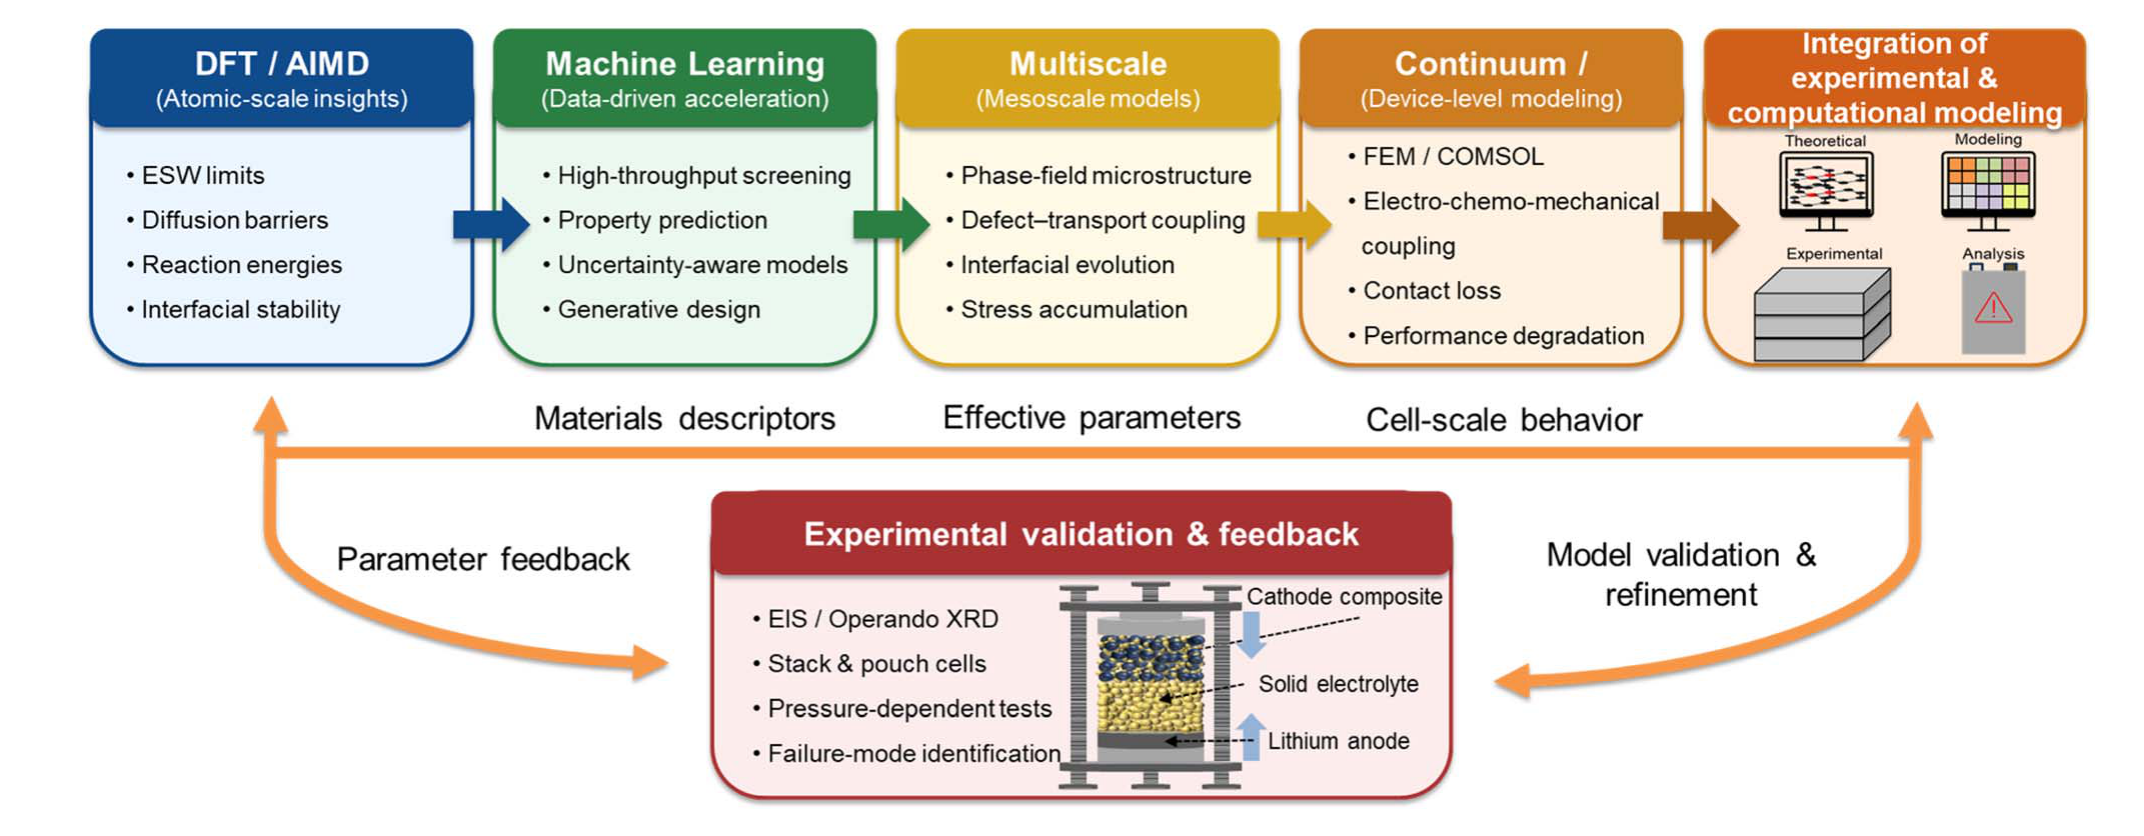 DFT / AIMD
(Atomic-scale insights)
• ESW limits
• Diffusion barriers
• Reaction energies
• Interfacial stability
Machine Learning
(Data-driven acceleration)
• High-throughput screening
• Property prediction
• Uncertainty-aware models
• Generative design
Multiscale
(Mesoscale models)
• Phase-field microstructure
• Defect–transport coupling
• Interfacial evolution
• Stress accumulation
Continuum /
(Device-level modeling)
• FEM / COMSOL
• Electro-chemo-mechanical
coupling
• Contact loss
• Performance degradation
Integration of
experimental &
computational modeling
Theoretical
Modeling
Experimental
Analysis
Materials descriptors
Effective parameters
Cell-scale behavior
Parameter feedback
Experimental validation & feedback
• EIS / Operando XRD
• Stack & pouch cells
• Pressure-dependent tests
• Failure-mode identification
Cathode composite
Solid electrolyte
Lithium anode
Model validation &
refinement